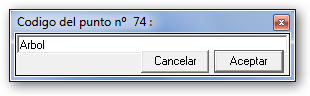 Codigo del punto nº 74 :
Arbol
Cancelar Aceptar